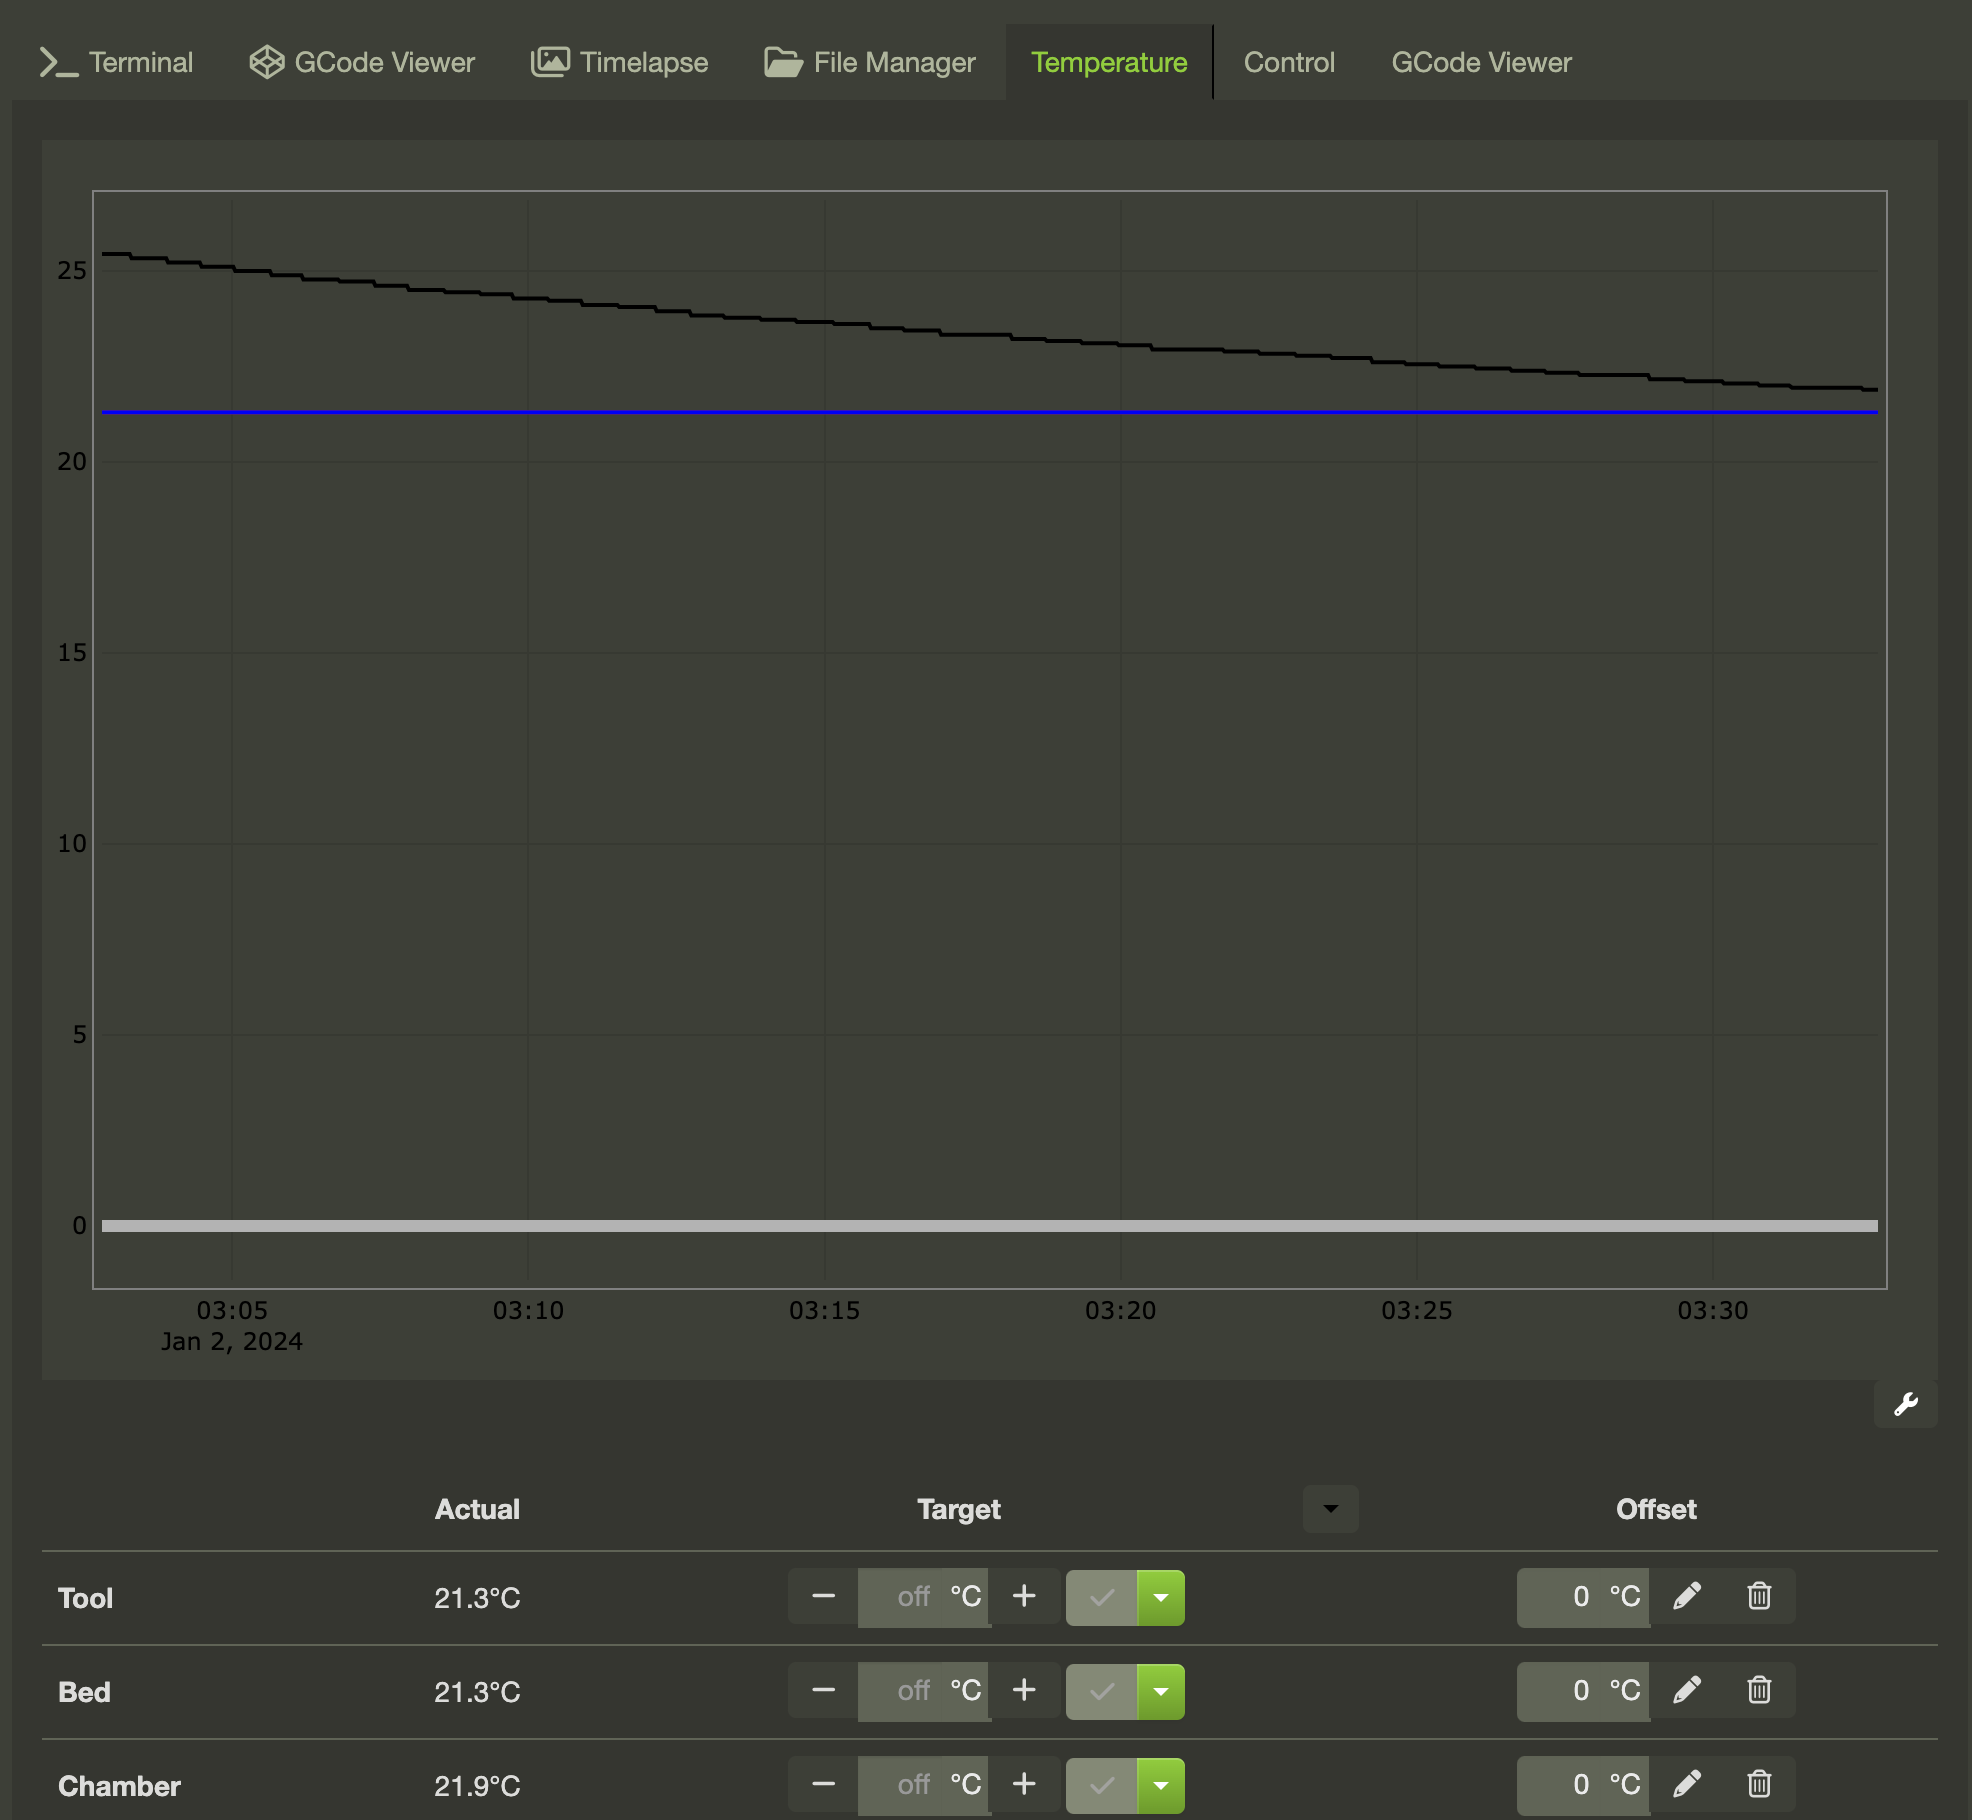 Terminal GCode Viewer Timelapse File Manager Temperature Control GCode Viewer
25
20
15
10
5
0
03:05 03:10 03:15 03:20 03:25 03:30
Jan 2, 2024
Actual Target Offset
Tool 21.3°C off °C 0 °C
Bed 21.3°C off °C 0 °C
Chamber 21.9°C off °C 0 °C